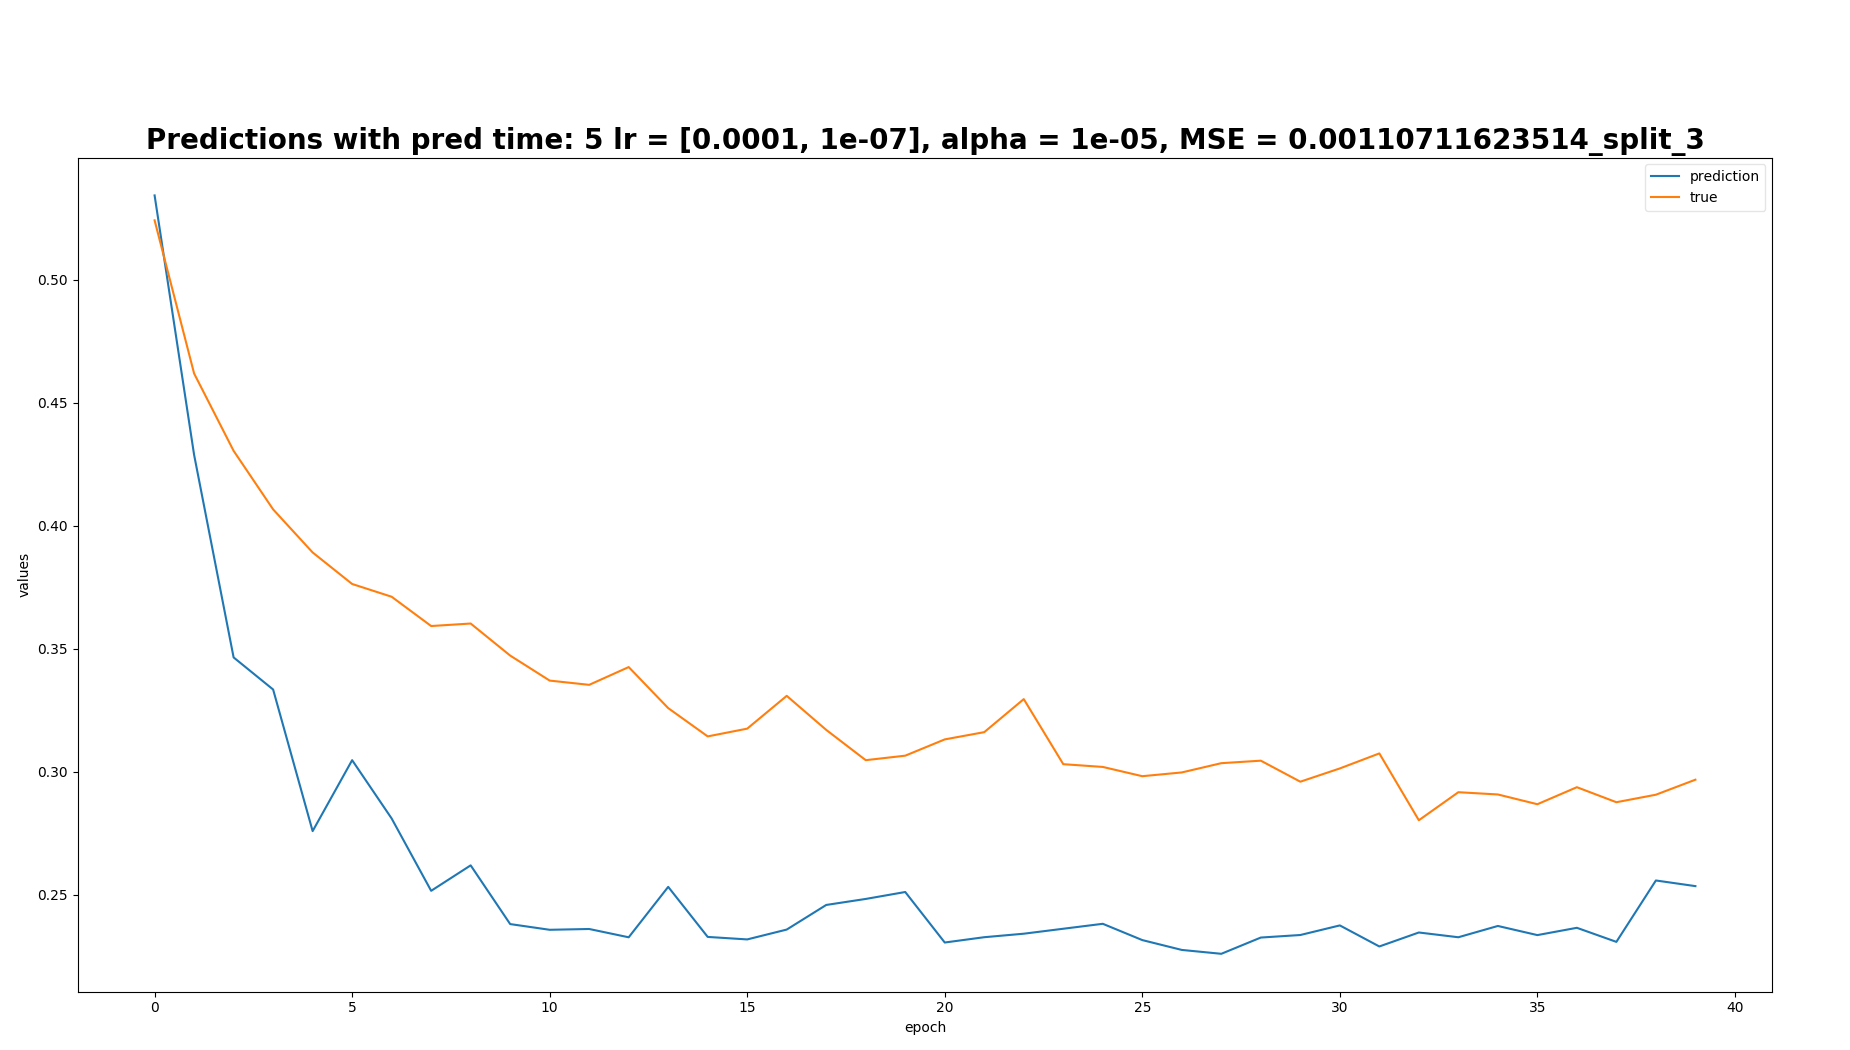 Predictions with pred time: 5 lr = [0.0001, 1e-07], alpha = 1e-05, MSE = 0.00110711623514_split_3
prediction
true
0.50
0.45
0.40
0.35
0.30
0.25
values
0 5 10 15 20 25 30 35 40
epoch